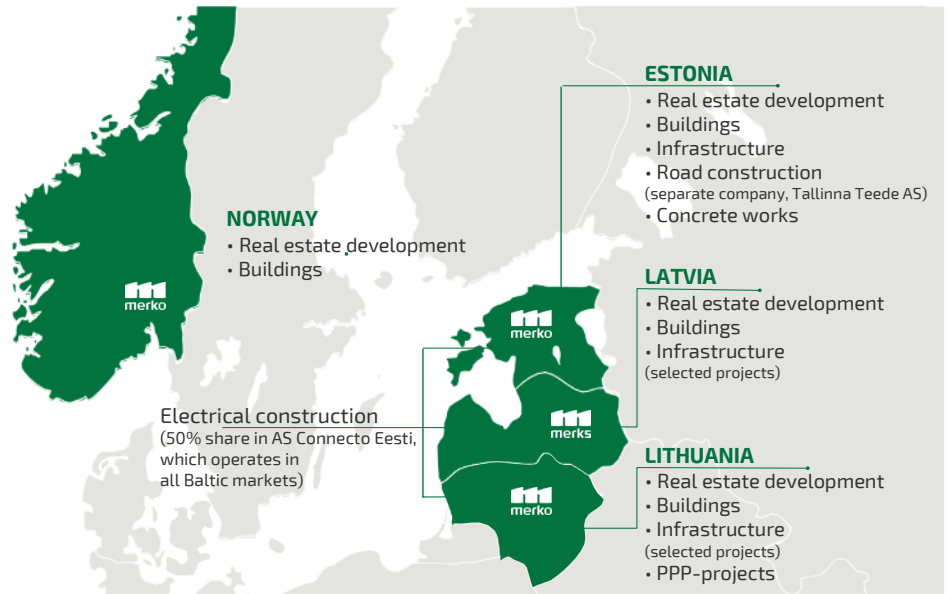 ESTONIA
• Real estate development
• Buildings
• Infrastructure
• Road construction
(separate company, Tallinna Teede AS)
• Concrete works
NORWAY
• Real estate development
• Buildings
merko
LATVIA
• Real estate development
• Buildings
• Infrastructure
(selected projects)
merko
Electrical construction
(50% share in AS Connecto Eesti,
which operates in
all Baltic markets)
merks
LITHUANIA
• Real estate development
• Buildings
• Infrastructure
(selected projects)
• PPP-projects
merko